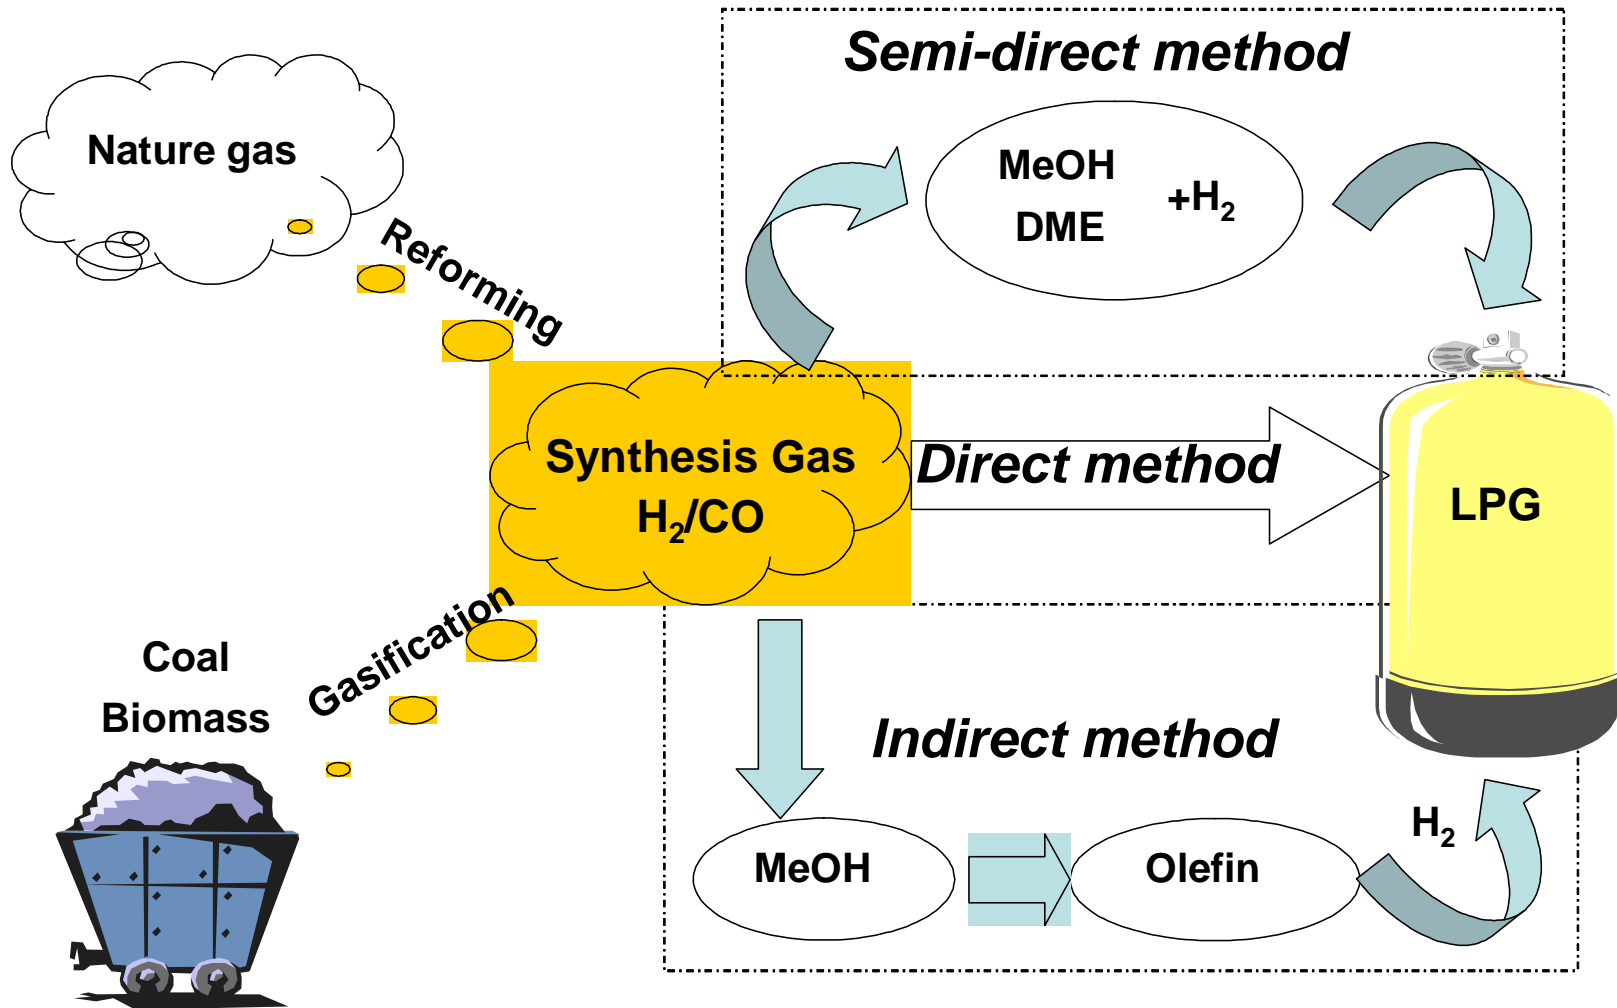 Semi-direct method
Nature gas
MeOH
DME
+H₂
Reforming
Synthesis Gas
H₂/CO
Direct method
LPG
Gasification
Coal
Biomass
Indirect method
H₂
MeOH
Olefin